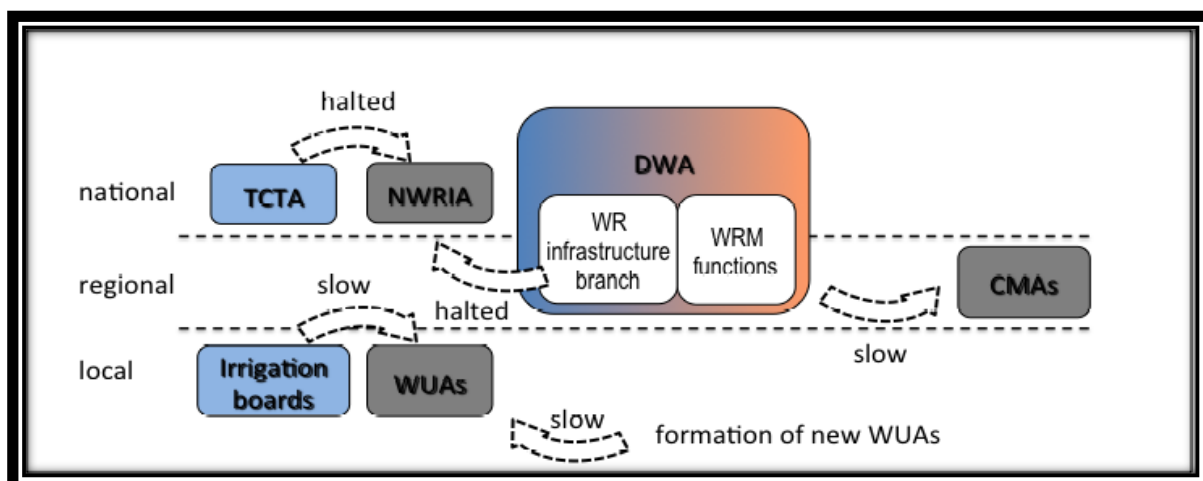 halted
national
TCTA
NWRIA
DWA
WR
infrastructure
branch
WRM
functions
regional
slow
halted
CMAs
slow
local
Irrigation
boards
WUAs
slow
formation of new WUAs